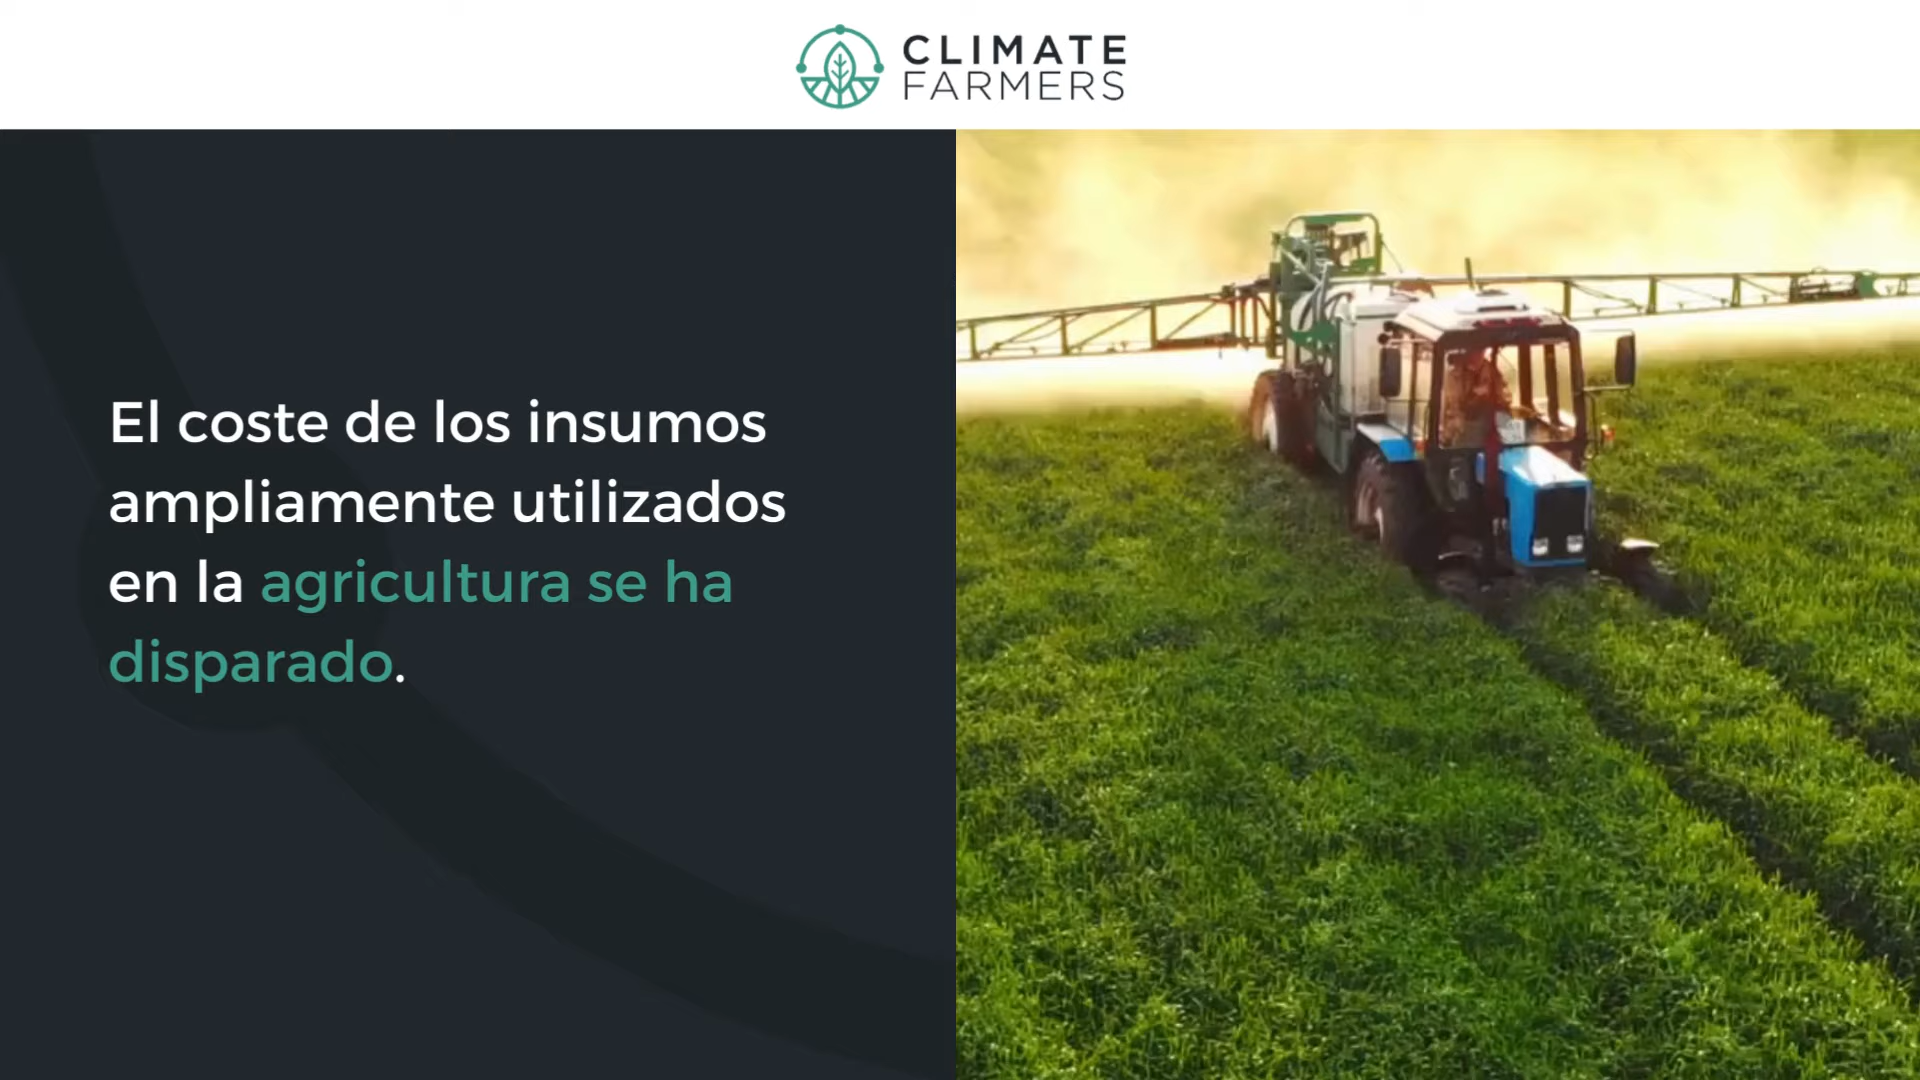 CLIMATE
FARMERS
El coste de los insumos
ampliamente utilizados
en la agricultura se ha
disparado.